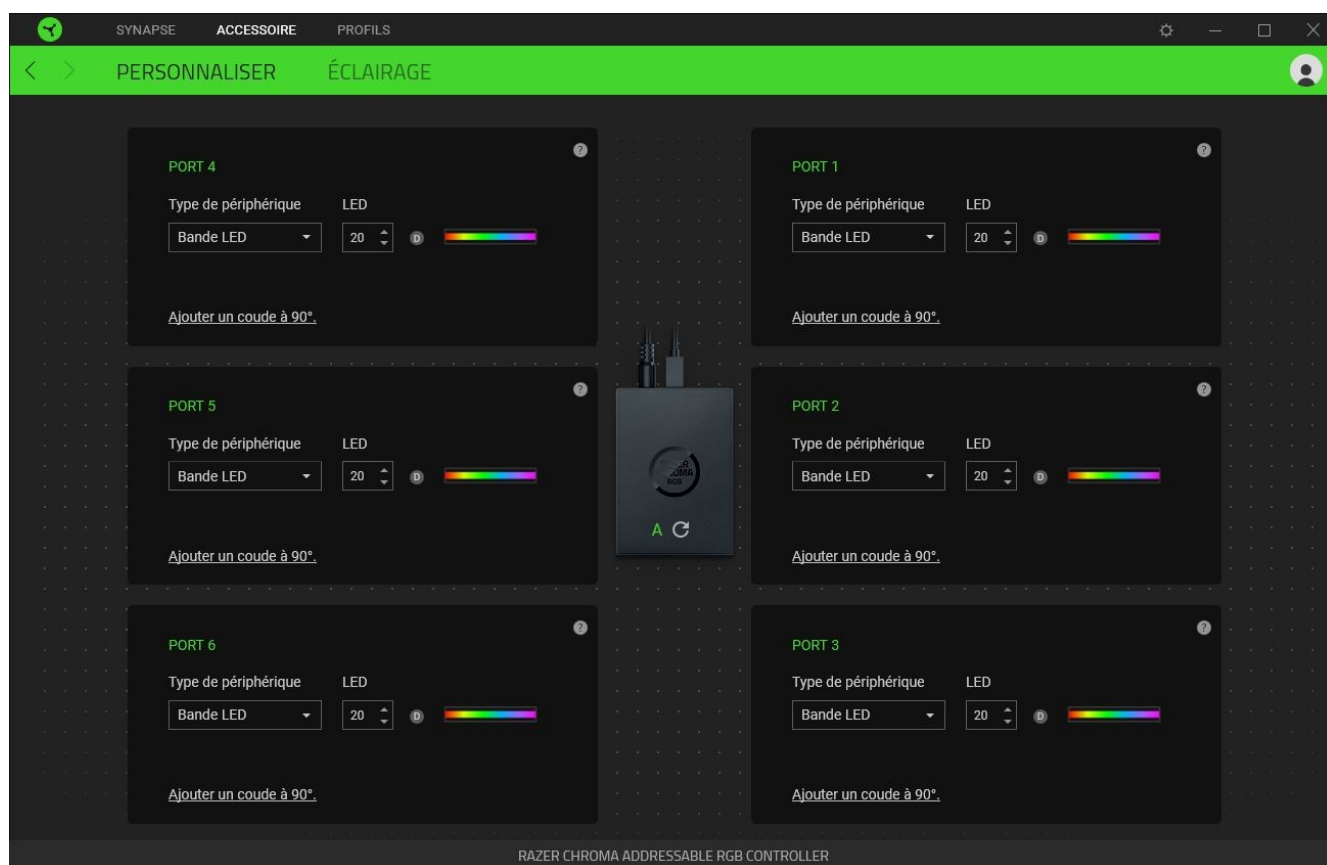 SYNAPSE ACCESSOIRE PROFILS
PERSONNALISER ÉCLAIRAGE
PORT 4
Type de périphérique LED
Bande LED 20 D
Ajouter un coude à 90°.
PORT 1
Type de périphérique LED
Bande LED 20 D
Ajouter un coude à 90°.
PORT 5
Type de périphérique LED
Bande LED 20 D
Ajouter un coude à 90°.
A
PORT 2
Type de périphérique LED
Bande LED 20 D
Ajouter un coude à 90°.
PORT 6
Type de périphérique LED
Bande LED 20 D
Ajouter un coude à 90°.
PORT 3
Type de périphérique LED
Bande LED 20 D
Ajouter un coude à 90°.
RAZER CHROMA ADDRESSABLE RGB CONTROLLER